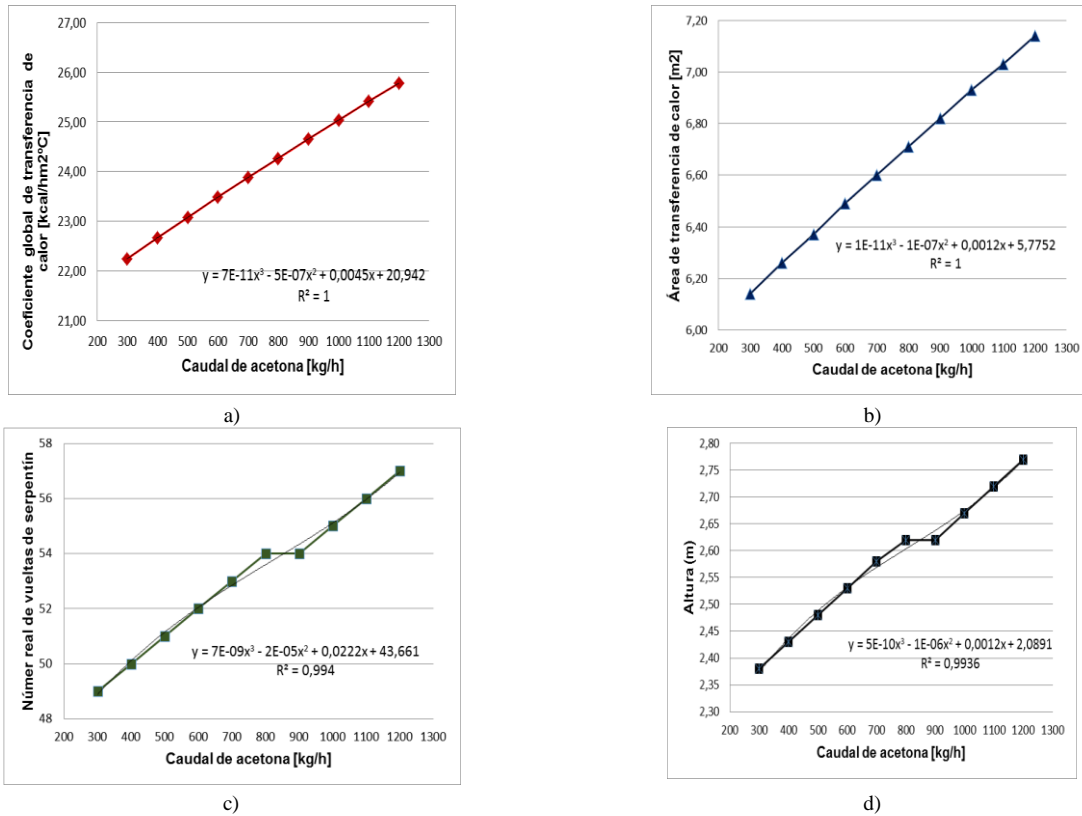 27,00
26,00
25,00
24,00
23,00
22,00
21,00
200 300 400 500 600 700 800 900 1000 1100 1200 1300
Coeficiente global de transferencia de
calor [kcal/hm2ºC]
y = 7E-11x³ - 5E-07x² + 0,0045x + 20,942
R² = 1
Caudal de acetona [kg/h]
a)
7,20
7,00
6,80
6,60
6,40
6,20
6,00
200 300 400 500 600 700 800 900 1000 1100 1200 1300
Área de transferencia de calor [m2]
y = 1E-11x³ - 1E-07x² + 0,0012x + 5,7752
R² = 1
Caudal de acetona [kg/h]
b)
58
56
54
52
50
48
200 300 400 500 600 700 800 900 1000 1100 1200 1300
Númer real de vueltas de serpentín
y = 7E-09x³ - 2E-05x² + 0,0222x + 43,661
R² = 0,994
Caudal de acetona [kg/h]
c)
2,80
2,75
2,70
2,65
2,60
2,55
2,50
2,45
2,40
2,35
2,30
200 300 400 500 600 700 800 900 1000 1100 1200 1300
Altura (m)
y = 5E-10x³ - 1E-06x² + 0,0012x + 2,0891
R² = 0,9936
Caudal de acetona [kg/h]
d)